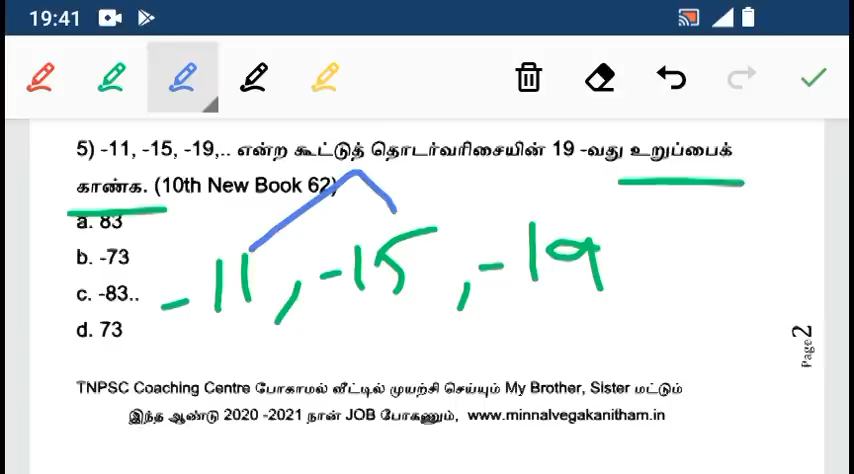 19:41
5) -11, -15, -19,.. என்ற கூட்டுத் தொடர்வரிசையின் 19 -வது உறுப்பைக்
காண்க. (10th New Book 62)
a. 83
b. -73
c. -83..
d. 73
-11, -15, -19
Page 2
TNPSC Coaching Centre போகாமல் வீட்டில் முயற்சி செய்யும் My Brother, Sister மட்டும்
இந்த ஆண்டு 2020 -2021 நான் JOB போகணும், www.minnalvegakanitham.in